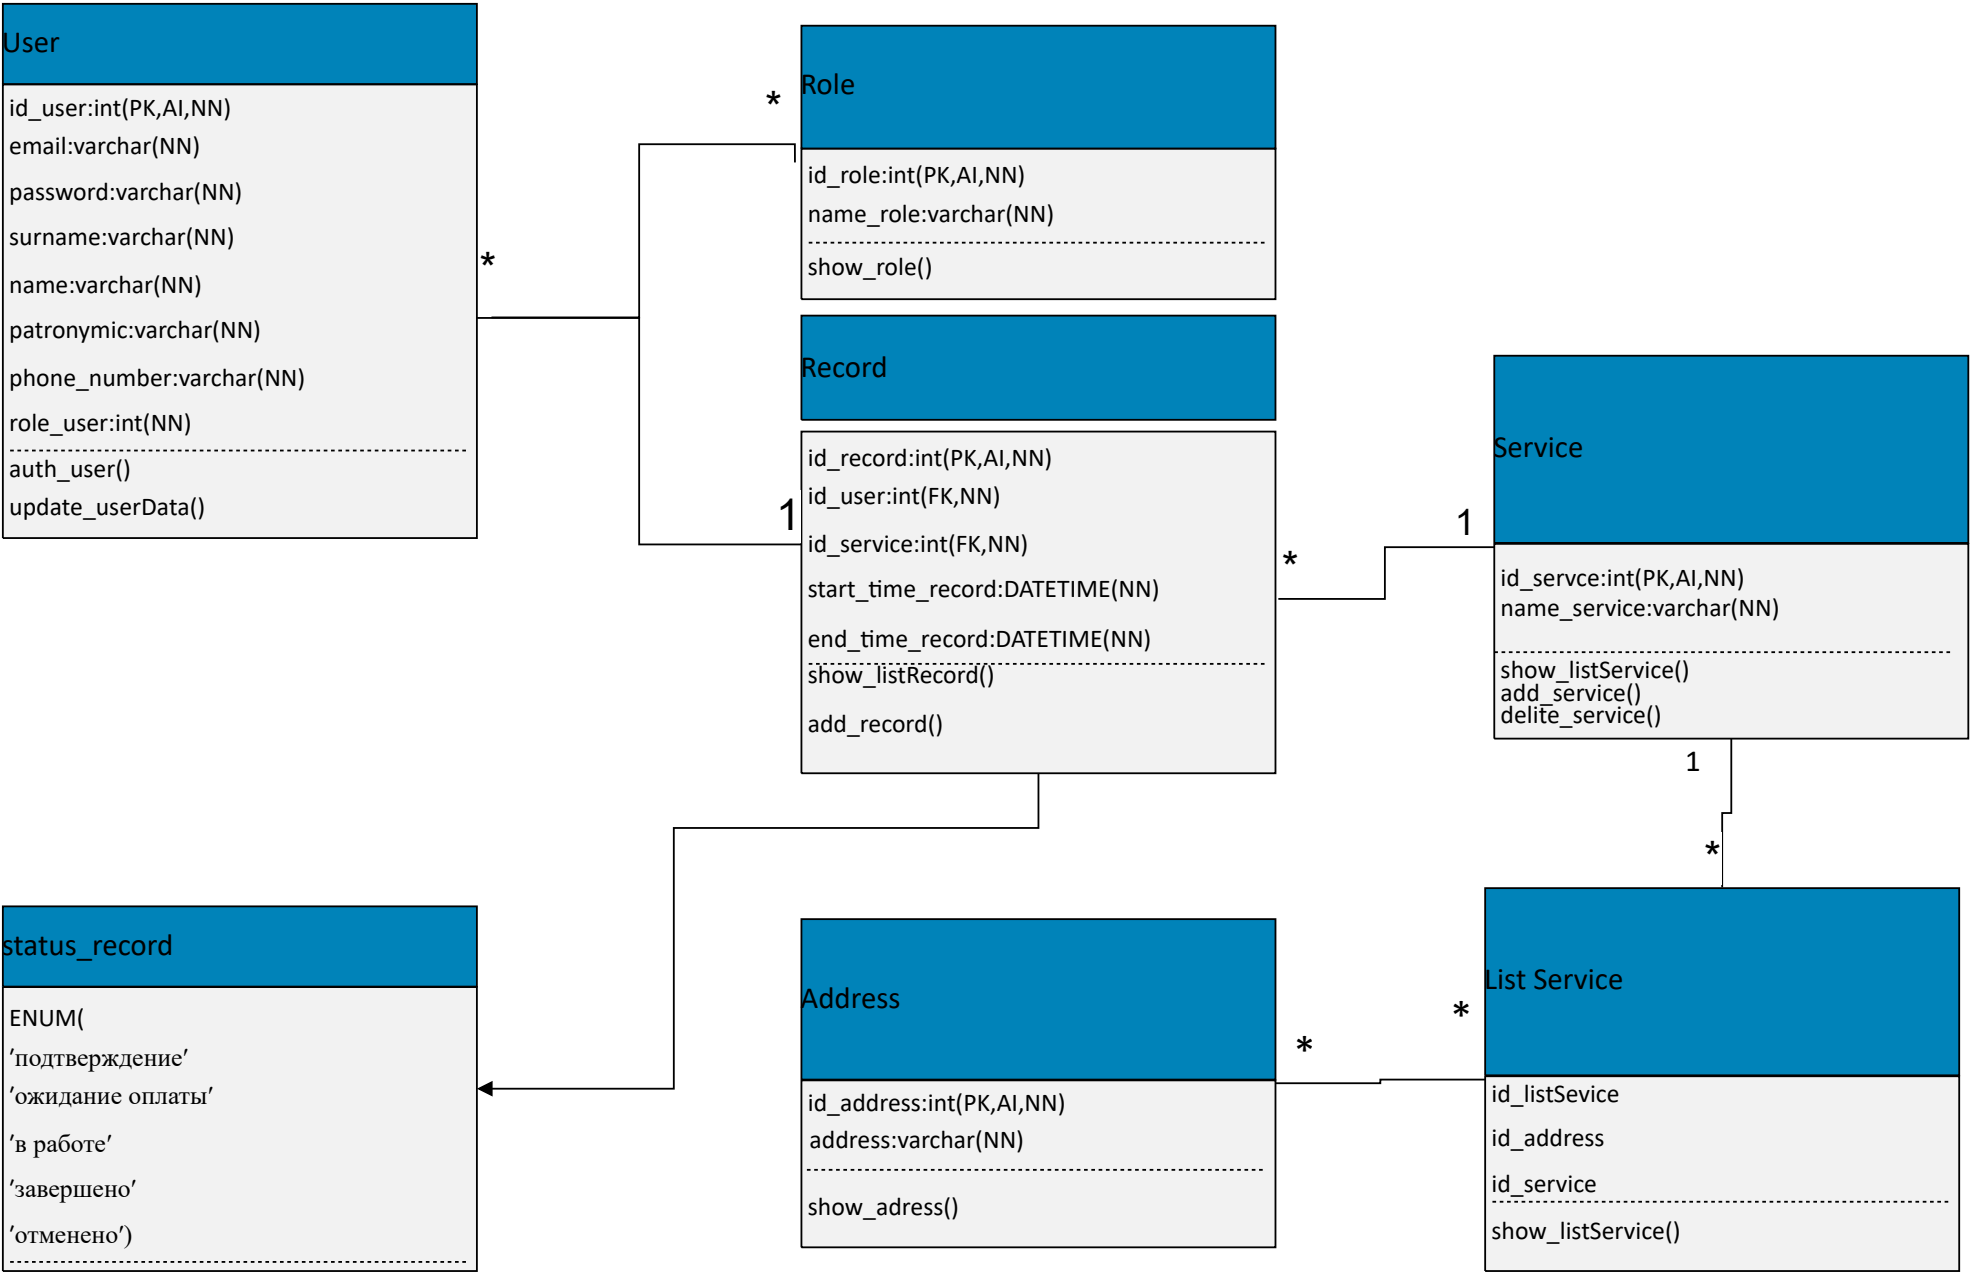 User
id_user:int(PK,AI,NN)
email:varchar(NN)
password:varchar(NN)
surname:varchar(NN)
name:varchar(NN)
patronymic:varchar(NN)
phone_number:varchar(NN)
role_user:int(NN)
auth_user()
update_userData()
*
*
Role
id_role:int(PK,AI,NN)
name_role:varchar(NN)
show_role()
Record
id_record:int(PK,AI,NN)
id_user:int(FK,NN)
id_service:int(FK,NN)
start_time_record:DATETIME(NN)
end_time_record:DATETIME(NN)
show_listRecord()
add_record()
1
*
1
Service
id_servce:int(PK,AI,NN)
name_service:varchar(NN)
show_listService()
add_service()
delite_service()
1
*
status_record
ENUM(
'подтверждение'
'ожидание оплаты'
'в работе'
'завершено'
'отменено')
Address
id_address:int(PK,AI,NN)
address:varchar(NN)
show_adress()
*
*
List Service
id_listSevice
id_address
id_service
show_listService()